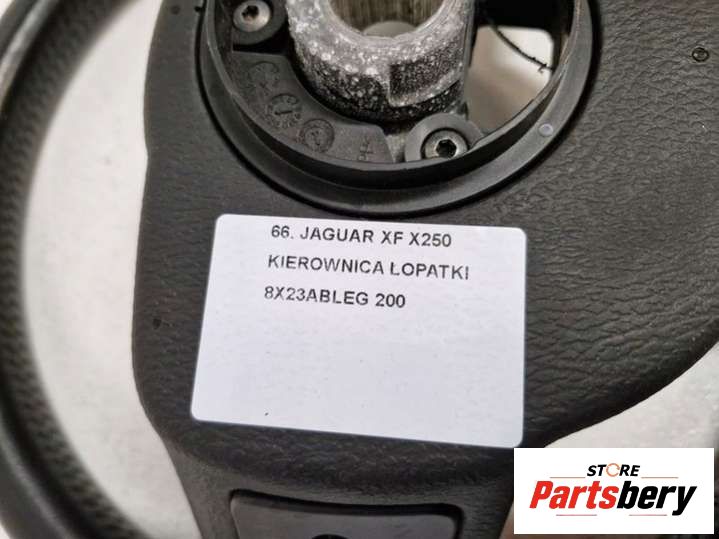 66. JAGUAR XF X250
KIEROWNICA ŁOPATKI
8X23ABLEG 200
STORE
Partsbery